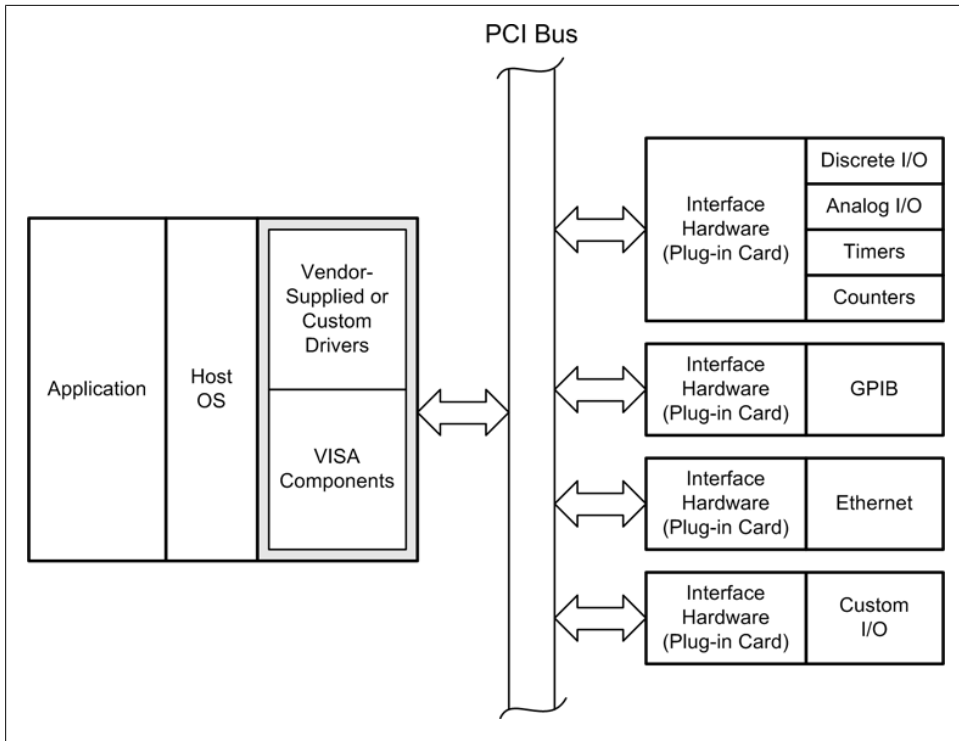 PCI Bus
Application
Host
OS
Vendor-
Supplied or
Custom
Drivers
VISA
Components
Interface
Hardware
(Plug-in Card)
Discrete I/O
Analog I/O
Timers
Counters
Interface
Hardware
(Plug-in Card)
GPIB
Interface
Hardware
(Plug-in Card)
Ethernet
Interface
Hardware
(Plug-in Card)
Custom
I/O